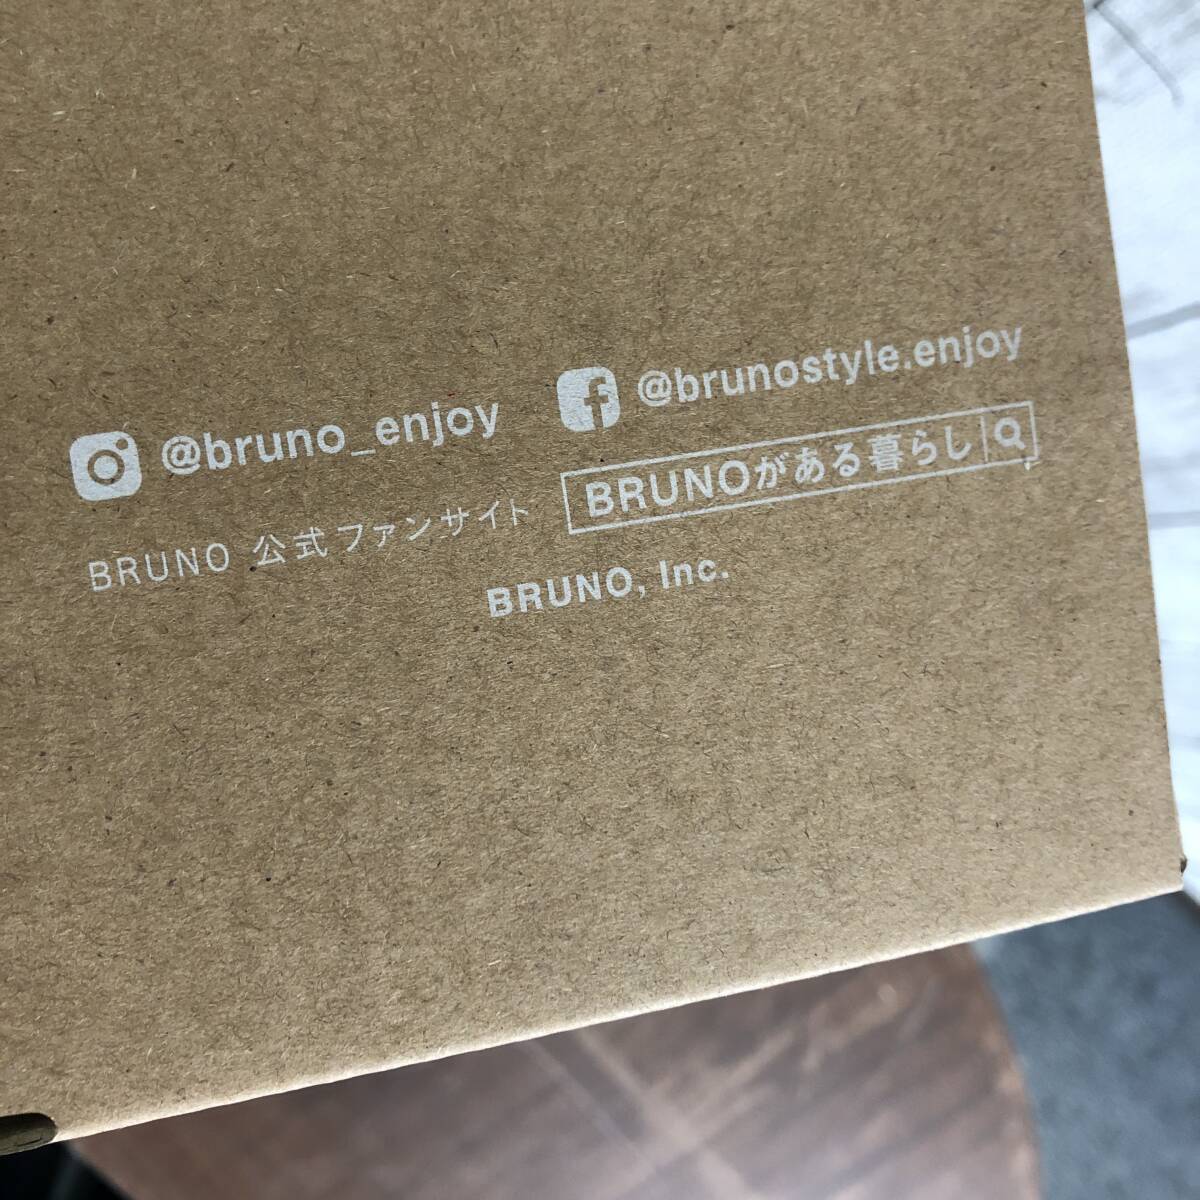 @bruno_enjoy @brunostyle.enjoy
BRUNO 公式ファンサイト BRUNOがある暮らし
BRUNO, Inc.